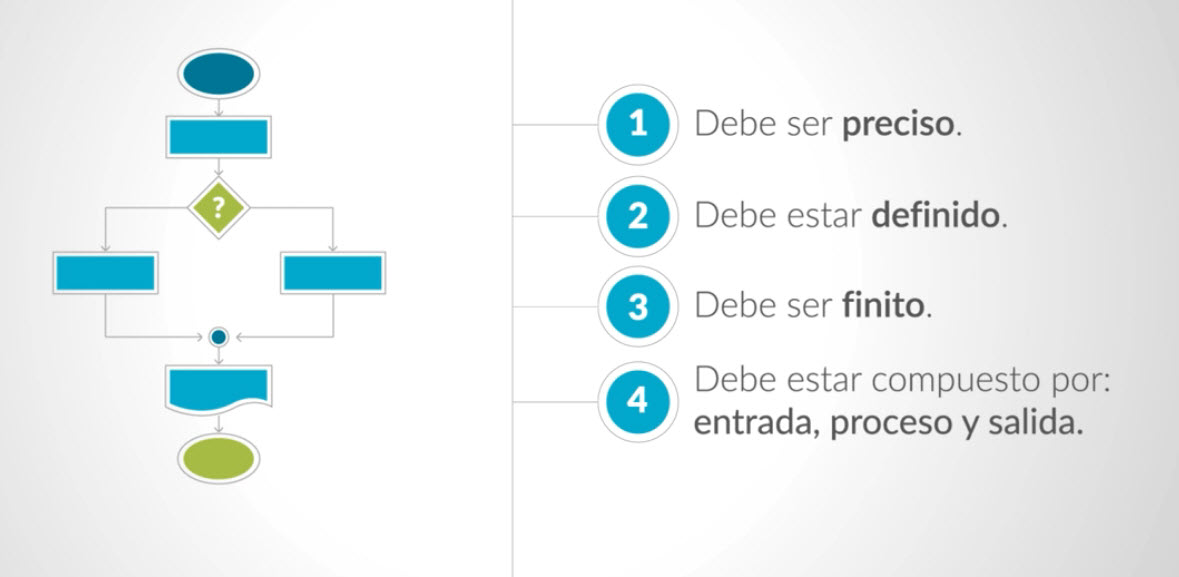 ?
1 Debe ser preciso.
2 Debe estar definido.
3 Debe ser finito.
4 Debe estar compuesto por:
entrada, proceso y salida.